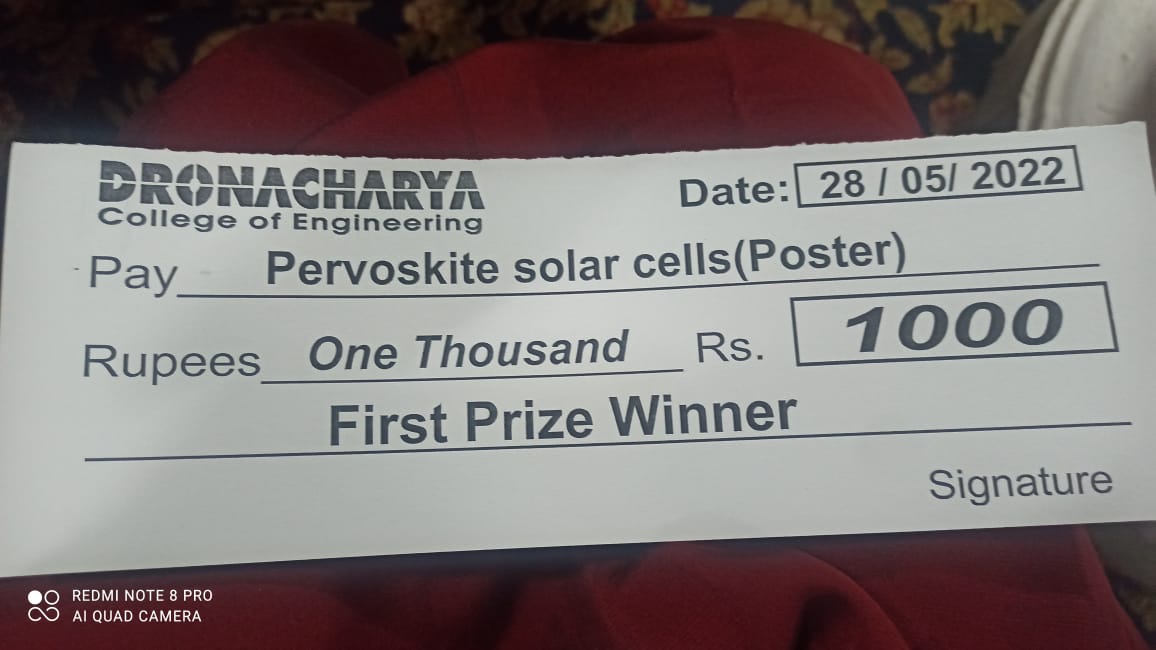 DRONACHARYA
College of Engineering
Date: 28 / 05/ 2022
Pay Pervoskite solar cells(Poster)
Rupees One Thousand Rs. 1000
First Prize Winner
Signature
REDMI NOTE 8 PRO
AI QUAD CAMERA